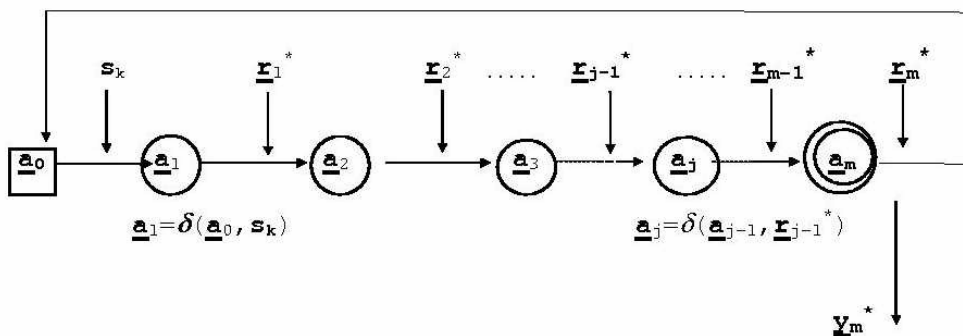 s_k r_1* r_2* ..... r_j-1* ..... r_m-1* r_m*
a_0 a_1 a_2 a_3 a_j a_m
a_1=δ(a_0,s_k) a_j=δ(a_j-1,r_j-1*)
y_m*